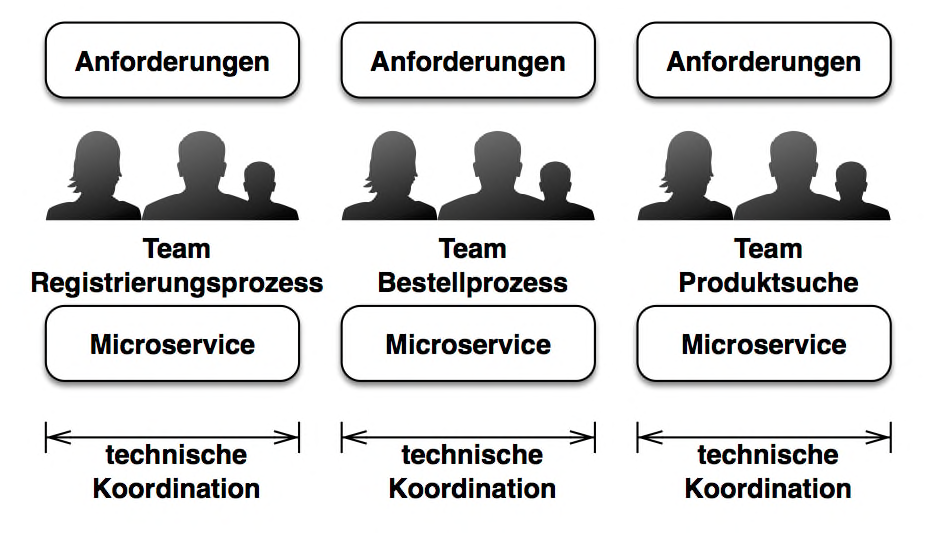 Anforderungen
Anforderungen
Anforderungen
Team
Registrierungsprozess
Team
Bestellprozess
Team
Produktsuche
Microservice
Microservice
Microservice
technische
Koordination
technische
Koordination
technische
Koordination